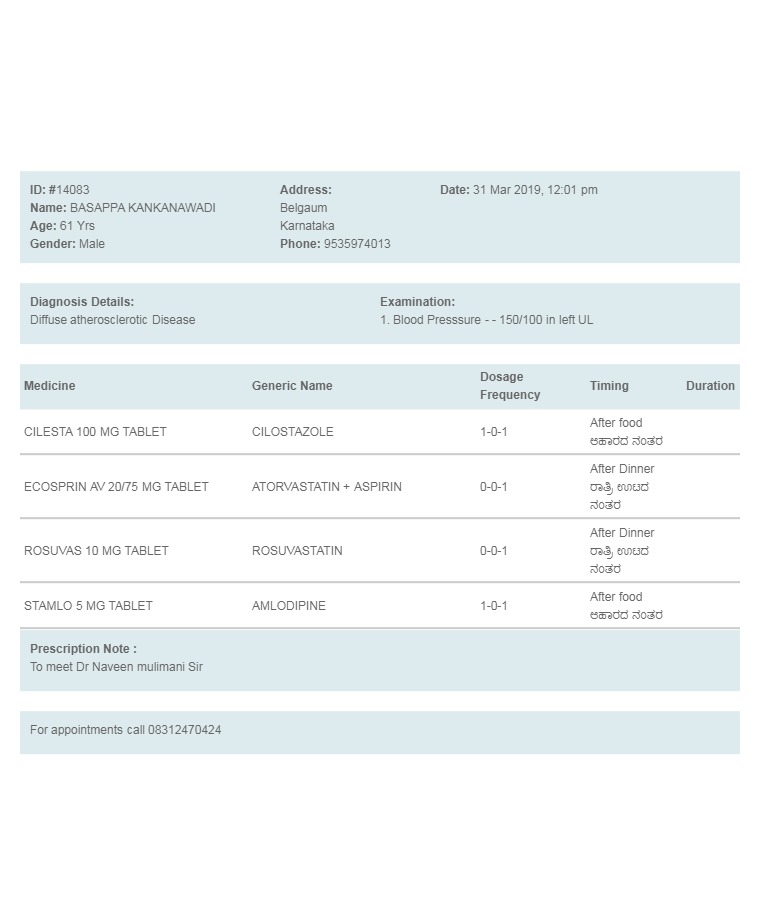 ID: #14083
Name: BASAPPA KANKANAWADI
Age: 61 Yrs
Gender: Male
Address:
Belgaum
Karnataka
Phone: 9535974013
Date: 31 Mar 2019, 12:01 pm
Diagnosis Details:
Diffuse atherosclerotic Disease
Examination:
1. Blood Presssure - - 150/100 in left UL
Medicine Generic Name Dosage Frequency Timing Duration
CILESTA 100 MG TABLET CILOSTAZOLE 1-0-1 After food
ಆಹಾರದ ನಂತರ
ECOSPRIN AV 20/75 MG TABLET ATORVASTATIN + ASPIRIN 0-0-1 After Dinner
ರಾತ್ರಿ ಊಟದ
ನಂತರ
ROSUVAS 10 MG TABLET ROSUVASTATIN 0-0-1 After Dinner
ರಾತ್ರಿ ಊಟದ
ನಂತರ
STAMLO 5 MG TABLET AMLODIPINE 1-0-1 After food
ಆಹಾರದ ನಂತರ
Prescription Note :
To meet Dr Naveen mulimani Sir
For appointments call 08312470424